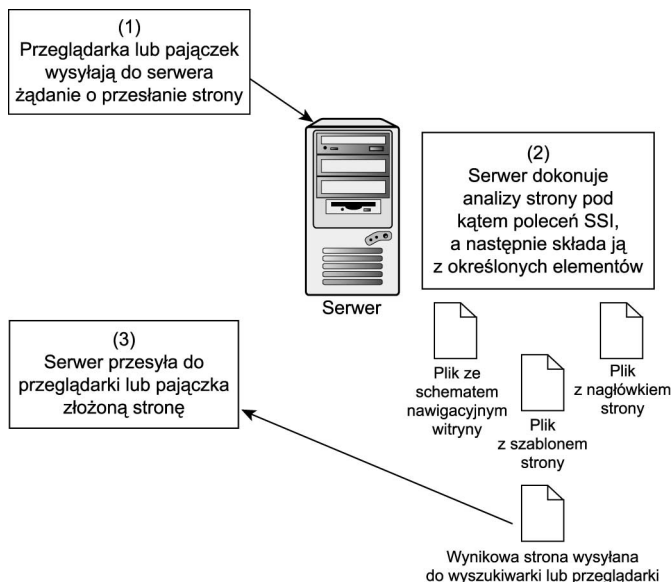 (1)
Przeglądarka lub pajączek
wysyłają do serwera
żądanie o przesłanie strony
(2)
Serwer dokonuje
analizy strony pod
kątem poleceń SSI,
a następnie składa ją
z określonych elementów
Serwer
(3)
Serwer przesyła do
przeglądarki lub pajączka
złożoną stronę
Plik ze
schematem
nawigacyjnym
witryny
Plik
z szablonem
strony
Plik
z nagłówkiem
strony
Wynikowa strona wysyłana
do wyszukiwarki lub przeglądarki